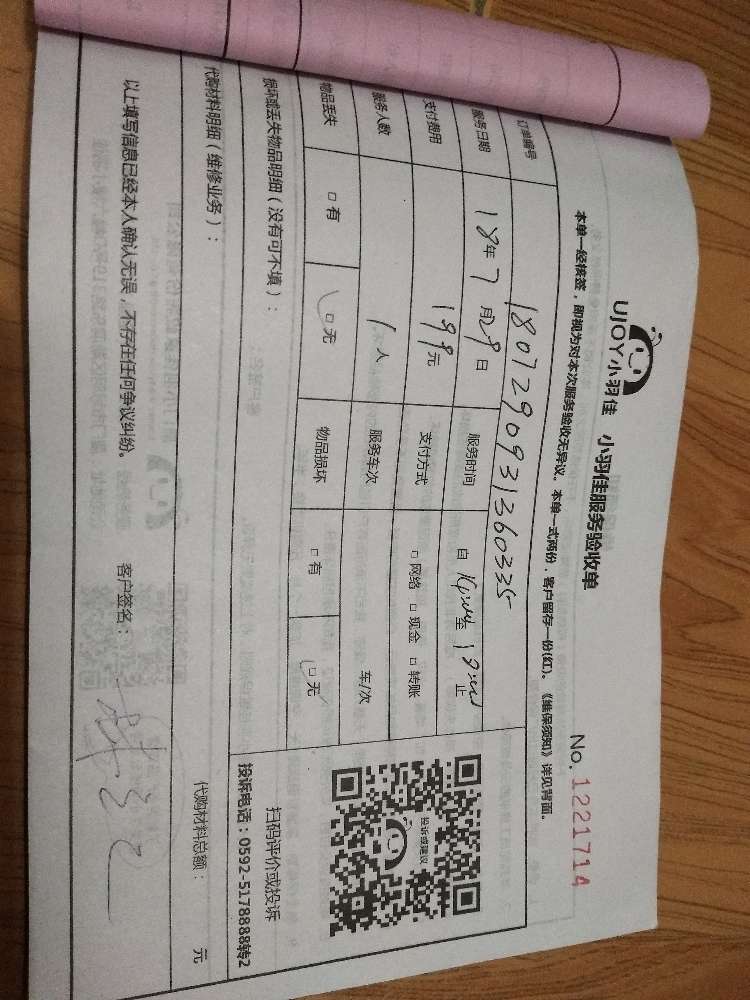 UJOY小羽佳 小羽佳服务验收单
No. 1221714
本单一经核签，即视为对本次服务验收无异议。本单一式两份，客户留存一份(红)。《维保须知》详见背面。
订单编号 1807290931360335
服务日期 18年7月29日 服务时间 自 至 止
支付费用 199元 支付方式 □网络 □现金 □转账
服务人数 1人 服务车次 车/次
物品丢失 □有 □无 物品损坏 □有 □无
投诉或建议
扫码评价或投诉
投诉电话：0592-5178888转2
损坏或丢失物品明细（没有可不填）：
代购材料明细（维修业务）：
代购材料总额： 元
以上填写信息已经本人确认无误，不存在任何争议纠纷。
客户签名：